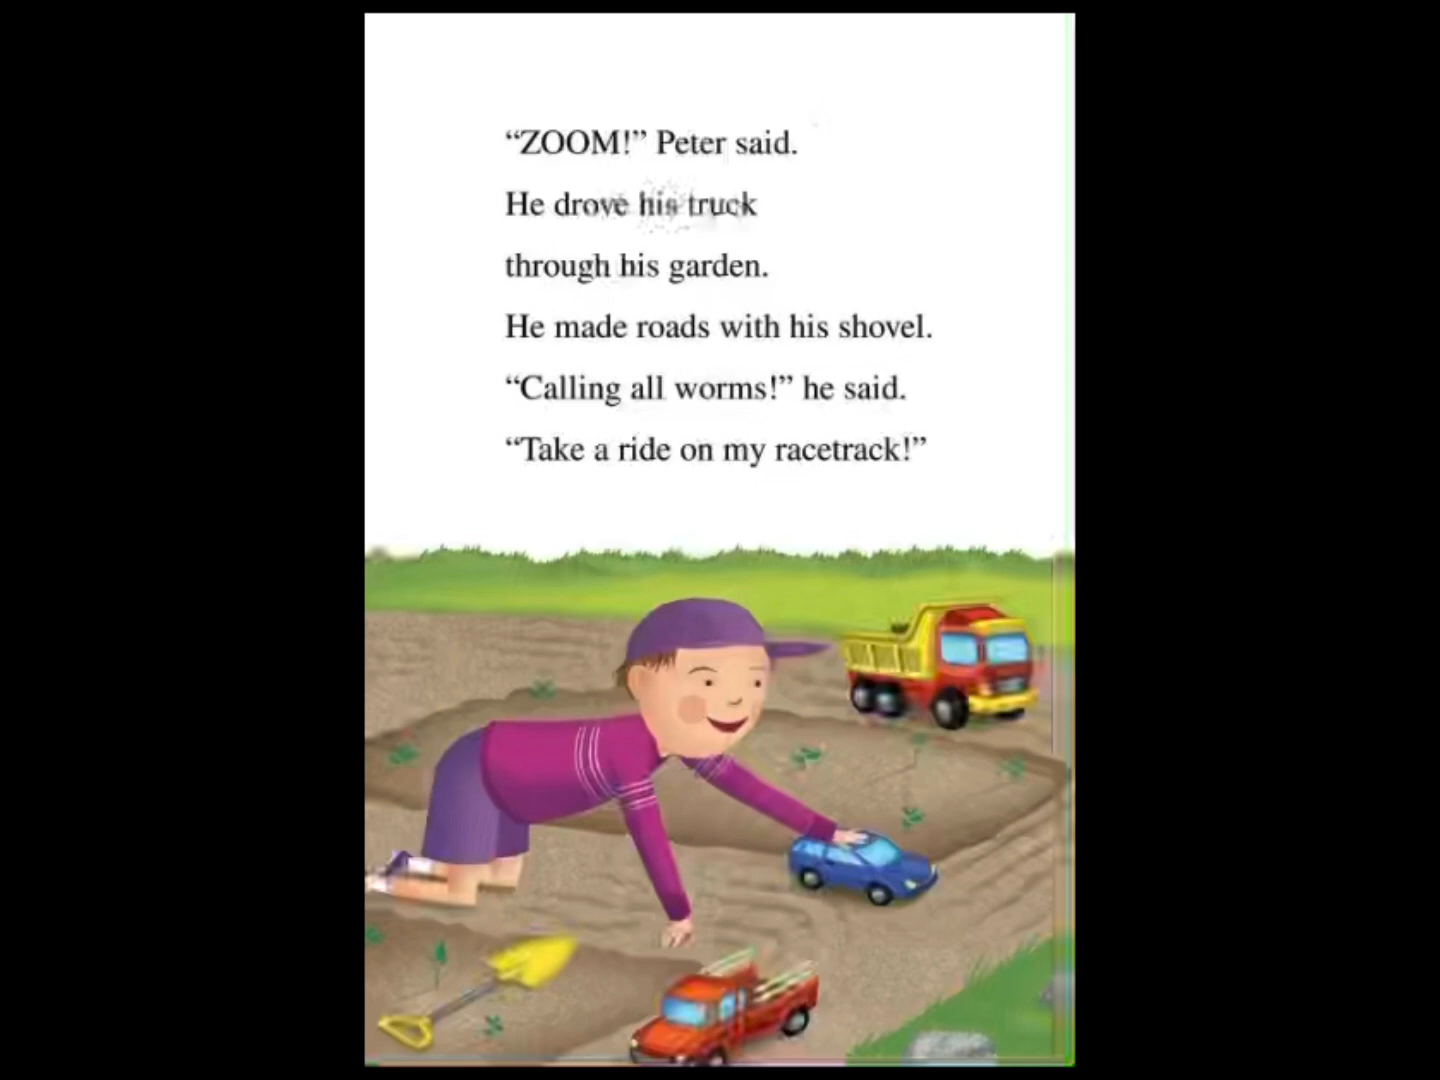 “ZOOM!” Peter said.
He drove his truck
through his garden.
He made roads with his shovel.
“Calling all worms!” he said.
“Take a ride on my racetrack!”